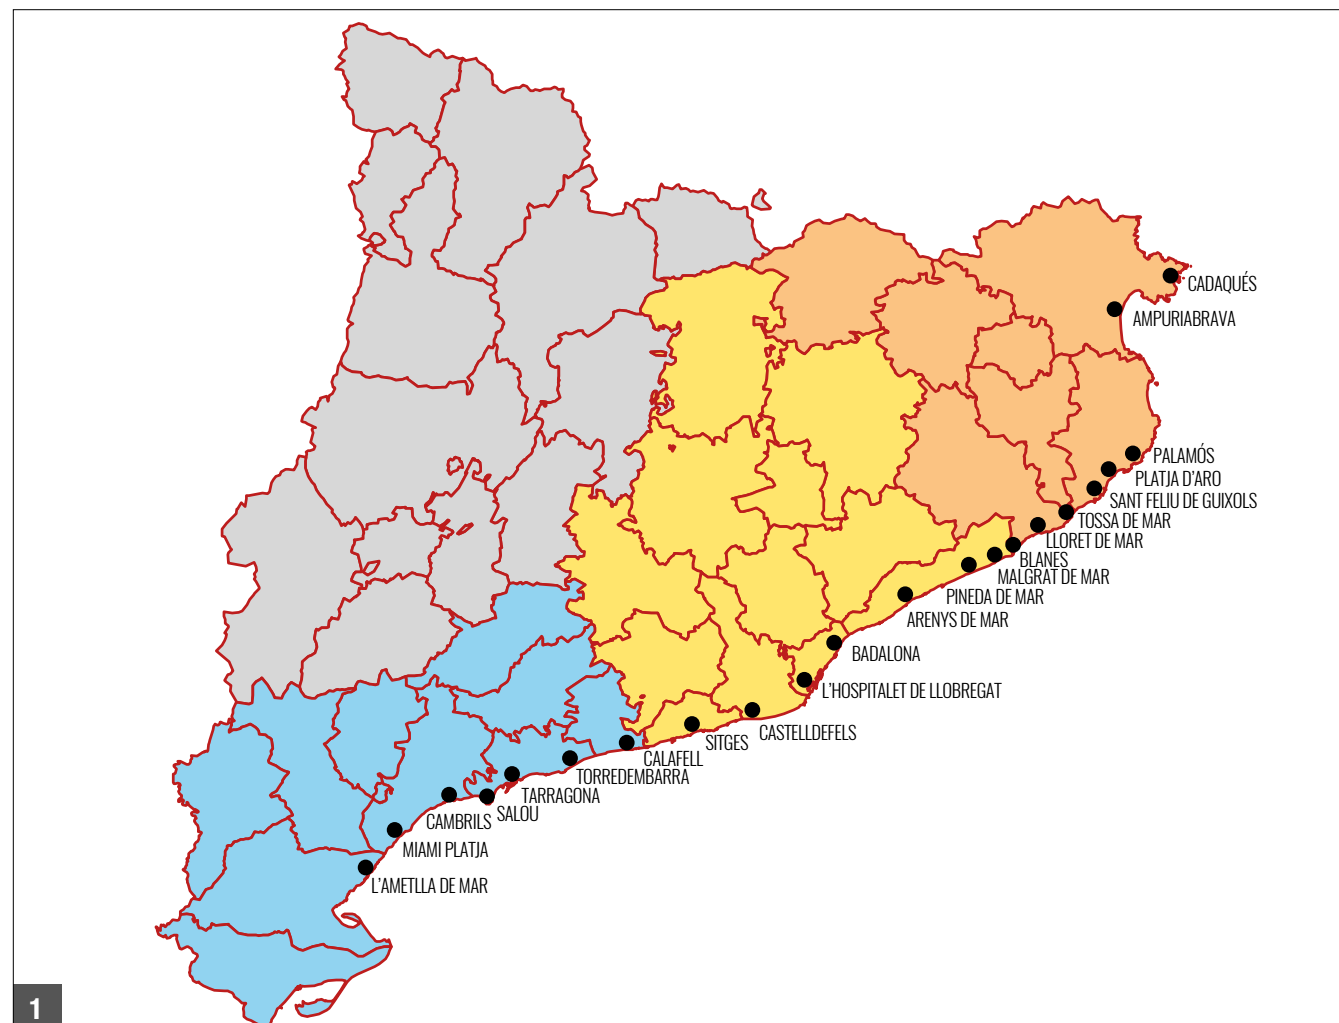 CADAQUÉS
AMPURIABRAVA
PALAMÓS
PLATJA D'ARO
SANT FELIU DE GUIXOLS
TOSSA DE MAR
LLORET DE MAR
BLANES
MALGRAT DE MAR
PINEDA DE MAR
ARENYS DE MAR
BADALONA
L'HOSPITALET DE LLOBREGAT
CASTELLDEFELS
SITGES
CALAFELL
TORREDEMBARRA
TARRAGONA
SALOU
CAMBRILS
MIAMI PLATJA
L'AMETLLA DE MAR
1